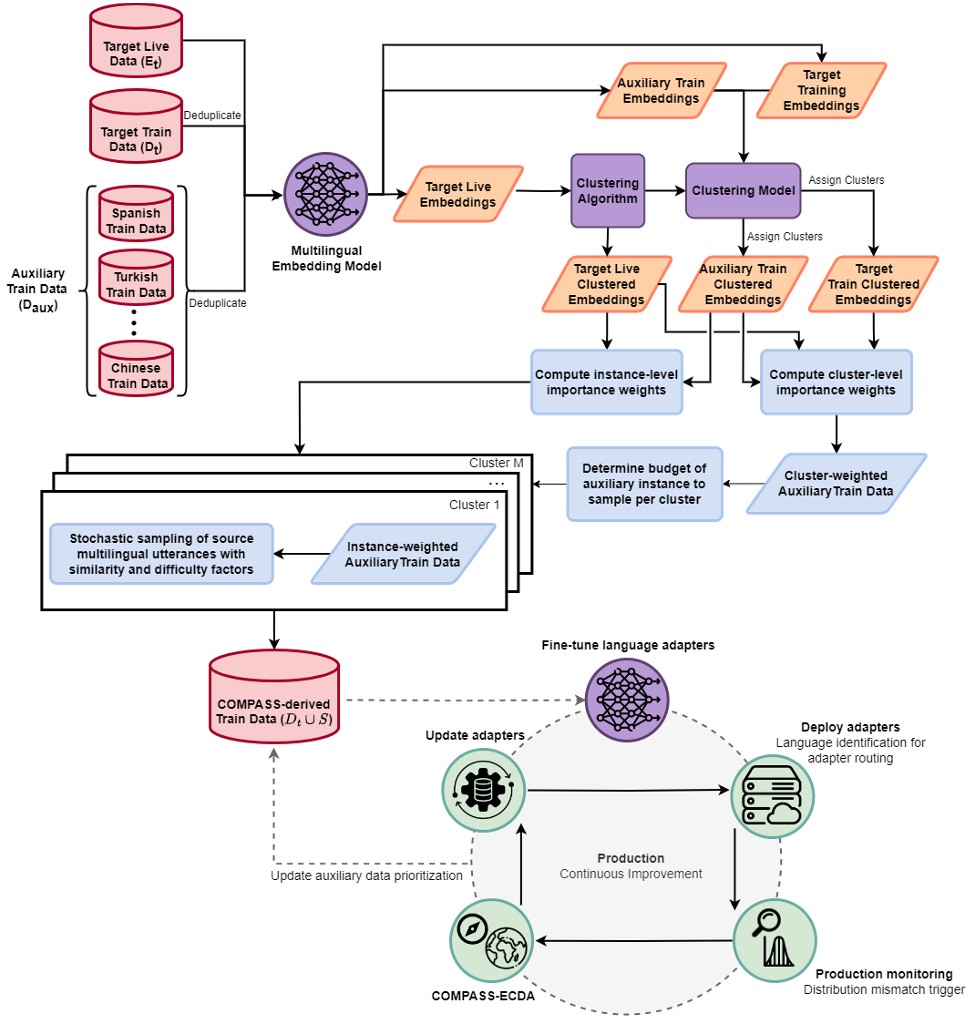 Target Live
Data (Et)
Target Train
Data (Dt)
Deduplicate
Auxiliary
Train Data
(Daux)
Spanish
Train Data
Turkish
Train Data
Chinese
Train Data
Deduplicate
Multilingual
Embedding Model
Target Live
Embeddings
Auxiliary Train
Embeddings
Target
Training
Embeddings
Clustering
Algorithm
Clustering Model
Assign Clusters
Assign Clusters
Target Live
Clustered
Embeddings
Auxiliary Train
Clustered
Embeddings
Target
Train Clustered
Embeddings
Compute instance-level
importance weights
Compute cluster-level
importance weights
Cluster-weighted
Auxiliary Train Data
Determine budget of
auxiliary instance to
sample per cluster
Cluster M
...
Cluster 1
Stochastic sampling of source
multilingual utterances with
similarity and difficulty factors
Instance-weighted
Auxiliary Train Data
COMPASS-derived
Train Data (Dt ∪ S)
Fine-tune language adapters
Update adapters
Deploy adapters
Language identification for
adapter routing
Production
Continuous Improvement
Update auxiliary data prioritization
COMPASS-ECDA
Production monitoring
Distribution mismatch trigger